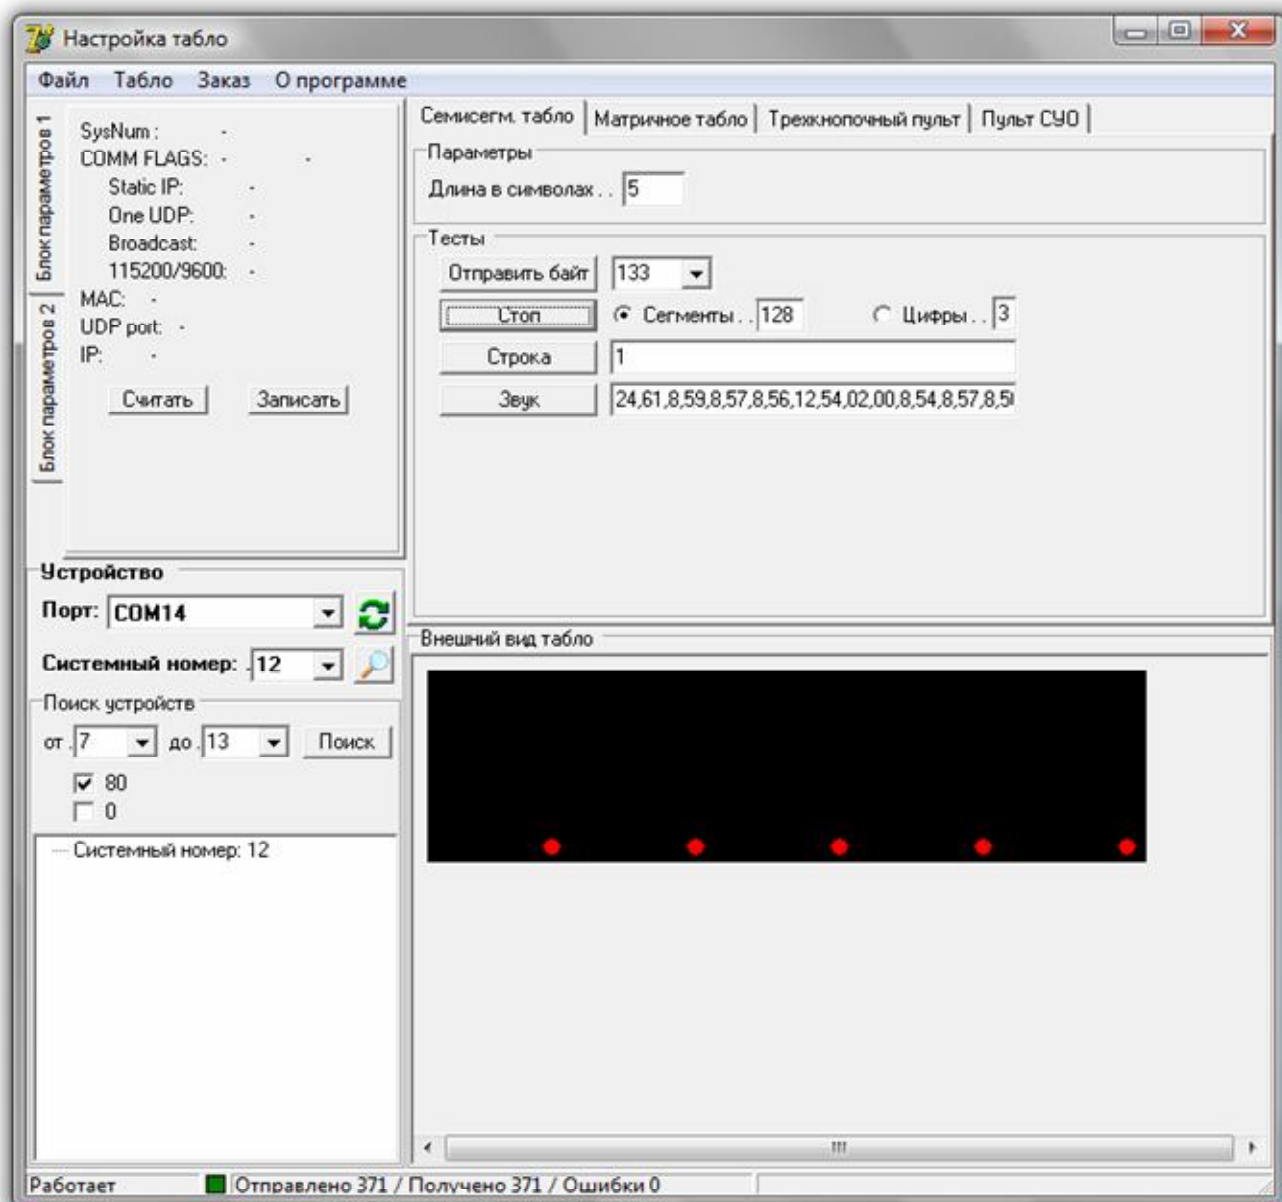 Настройка табло
Файл Табло Заказ О программе
Блок параметров 1
Блок параметров 2
SysNum : -
COMM FLAGS: - -
Static IP: -
One UDP: -
Broadcast: -
115200/9600: -
MAC: -
UDP port: -
IP: -
Считать Записать
Семисегм. табло Матричное табло Трехкнопочный пульт Пульт СУО
Параметры
Длина в символах . . 5
Тесты
Отправить байт 133
Стоп Сегменты . . 128 Цифры . . 3
Строка 1
Звук 24,61,8,59,8,57,8,56,12,54,02,00,8,54,8,57,8,5
Устройство
Порт: COM14
Системный номер: . 12
Поиск устройств
от . 7 до . 13 Поиск
80
0
Системный номер: 12
Внешний вид табло
Работает Отправлено 371 / Получено 371 / Ошибки 0